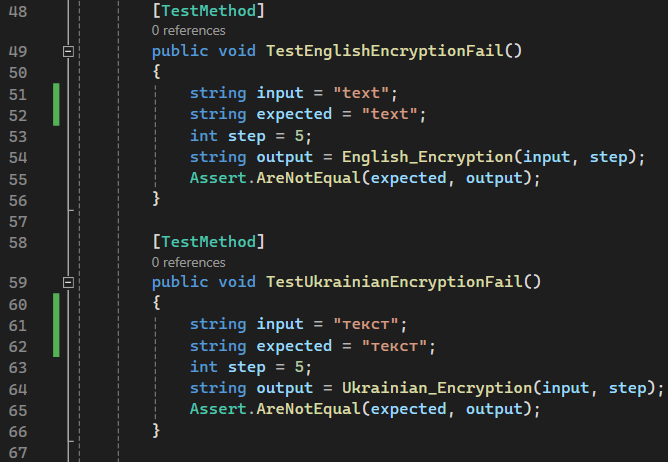 48 [TestMethod]
0 references
49 public void TestEnglishEncryptionFail()
50 {
51 string input = "text";
52 string expected = "text";
53 int step = 5;
54 string output = English_Encryption(input, step);
55 Assert.AreNotEqual(expected, output);
56 }
57
58 [TestMethod]
0 references
59 public void TestUkrainianEncryptionFail()
60 {
61 string input = "текст";
62 string expected = "текст";
63 int step = 5;
64 string output = Ukrainian_Encryption(input, step);
65 Assert.AreNotEqual(expected, output);
66 }
67